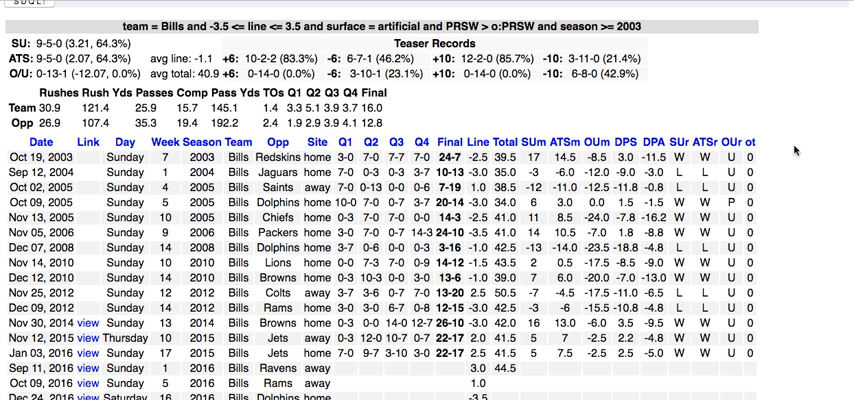 SDQL!
team = Bills and -3.5 <= line <= 3.5 and surface = artificial and PRSW > o:PRSW and season >= 2003
SU: 9-5-0 (3.21, 64.3%) Teaser Records
ATS: 9-5-0 (2.07, 64.3%) avg line: -1.1 +6: 10-2-2 (83.3%) -6: 6-7-1 (46.2%) +10: 12-2-0 (85.7%) -10: 3-11-0 (21.4%)
O/U: 0-13-1 (-12.07, 0.0%) avg total: 40.9 +6: 0-14-0 (0.0%) -6: 3-10-1 (23.1%) +10: 0-14-0 (0.0%) -10: 6-8-0 (42.9%)
Rushes Rush Yds Passes Comp Pass Yds TOs Q1 Q2 Q3 Q4 Final
Team 30.9 121.4 25.9 15.7 145.1 1.4 3.3 5.1 3.9 3.7 16.0
Opp 26.9 107.4 35.3 19.4 192.2 2.4 1.9 2.9 3.9 4.1 12.8
Date Link Day Week Season Team Opp Site Q1 Q2 Q3 Q4 Final Line Total SUm ATSm OUm DPS DPA SUr ATSr OUr ot
Oct 19, 2003 Sunday 7 2003 Bills Redskins home 3-0 7-0 7-7 7-0 24-7 -2.5 39.5 17 14.5 -8.5 3.0 -11.5 W W U 0
Sep 12, 2004 Sunday 1 2004 Bills Jaguars home 7-0 0-3 0-3 3-7 10-13 -3.0 35.0 -3 -6.0 -12.0 -9.0 -3.0 L L U 0
Oct 02, 2005 Sunday 4 2005 Bills Saints away 7-0 0-13 0-0 0-6 7-19 1.0 38.5 -12 -11.0 -12.5 -11.8 -0.8 L L U 0
Oct 09, 2005 Sunday 5 2005 Bills Dolphins home 10-0 7-0 0-7 3-7 20-14 -3.0 34.0 6 3.0 0.0 1.5 -1.5 W W P 0
Nov 13, 2005 Sunday 10 2005 Bills Chiefs home 0-3 7-0 7-0 0-0 14-3 -2.5 41.0 11 8.5 -24.0 -7.8 -16.2 W W U 0
Nov 05, 2006 Sunday 9 2006 Bills Packers home 3-0 7-0 0-7 14-3 24-10 -3.5 41.0 14 10.5 -7.0 1.8 -8.8 W W U 0
Dec 07, 2008 Sunday 14 2008 Bills Dolphins home 3-7 0-6 0-0 0-3 3-16 -1.0 42.5 -13 -14.0 -23.5 -18.8 -4.8 L L U 0
Nov 14, 2010 Sunday 10 2010 Bills Lions home 0-0 7-3 7-0 0-9 14-12 -1.5 43.5 2 0.5 -17.5 -8.5 -9.0 W W U 0
Dec 12, 2010 Sunday 14 2010 Bills Browns home 0-3 10-3 0-0 3-0 13-6 -1.0 39.0 7 6.0 -20.0 -7.0 -13.0 W W U 0
Nov 25, 2012 Sunday 12 2012 Bills Colts away 3-7 3-6 0-7 7-0 13-20 2.5 50.5 -7 -4.5 -17.5 -11.0 -6.5 L L U 0
Dec 09, 2012 Sunday 14 2012 Bills Rams home 3-0 3-0 6-7 0-8 12-15 -3.0 42.5 -3 -6 -15.5 -10.8 -4.8 L L U 0
Nov 30, 2014 view Sunday 13 2014 Bills Browns home 0-3 0-0 14-0 12-7 26-10 -3.0 42.0 16 13.0 -6.0 3.5 -9.5 W W U 0
Nov 12, 2015 view Thursday 10 2015 Bills Jets away 0-3 12-0 10-7 0-7 22-17 2.0 41.5 5 7 -2.5 2.2 -4.8 W W U 0
Jan 03, 2016 view Sunday 17 2015 Bills Jets home 7-0 9-7 3-10 3-0 22-17 2.5 41.5 5 7.5 -2.5 2.5 -5.0 W W U 0
Sep 11, 2016 view Sunday 1 2016 Bills Ravens away 3.0 44.5
Oct 09, 2016 view Sunday 5 2016 Bills Rams away 1.0
Dec 24, 2016 view Saturday 16 2016 Bills Dolphins home -3.5